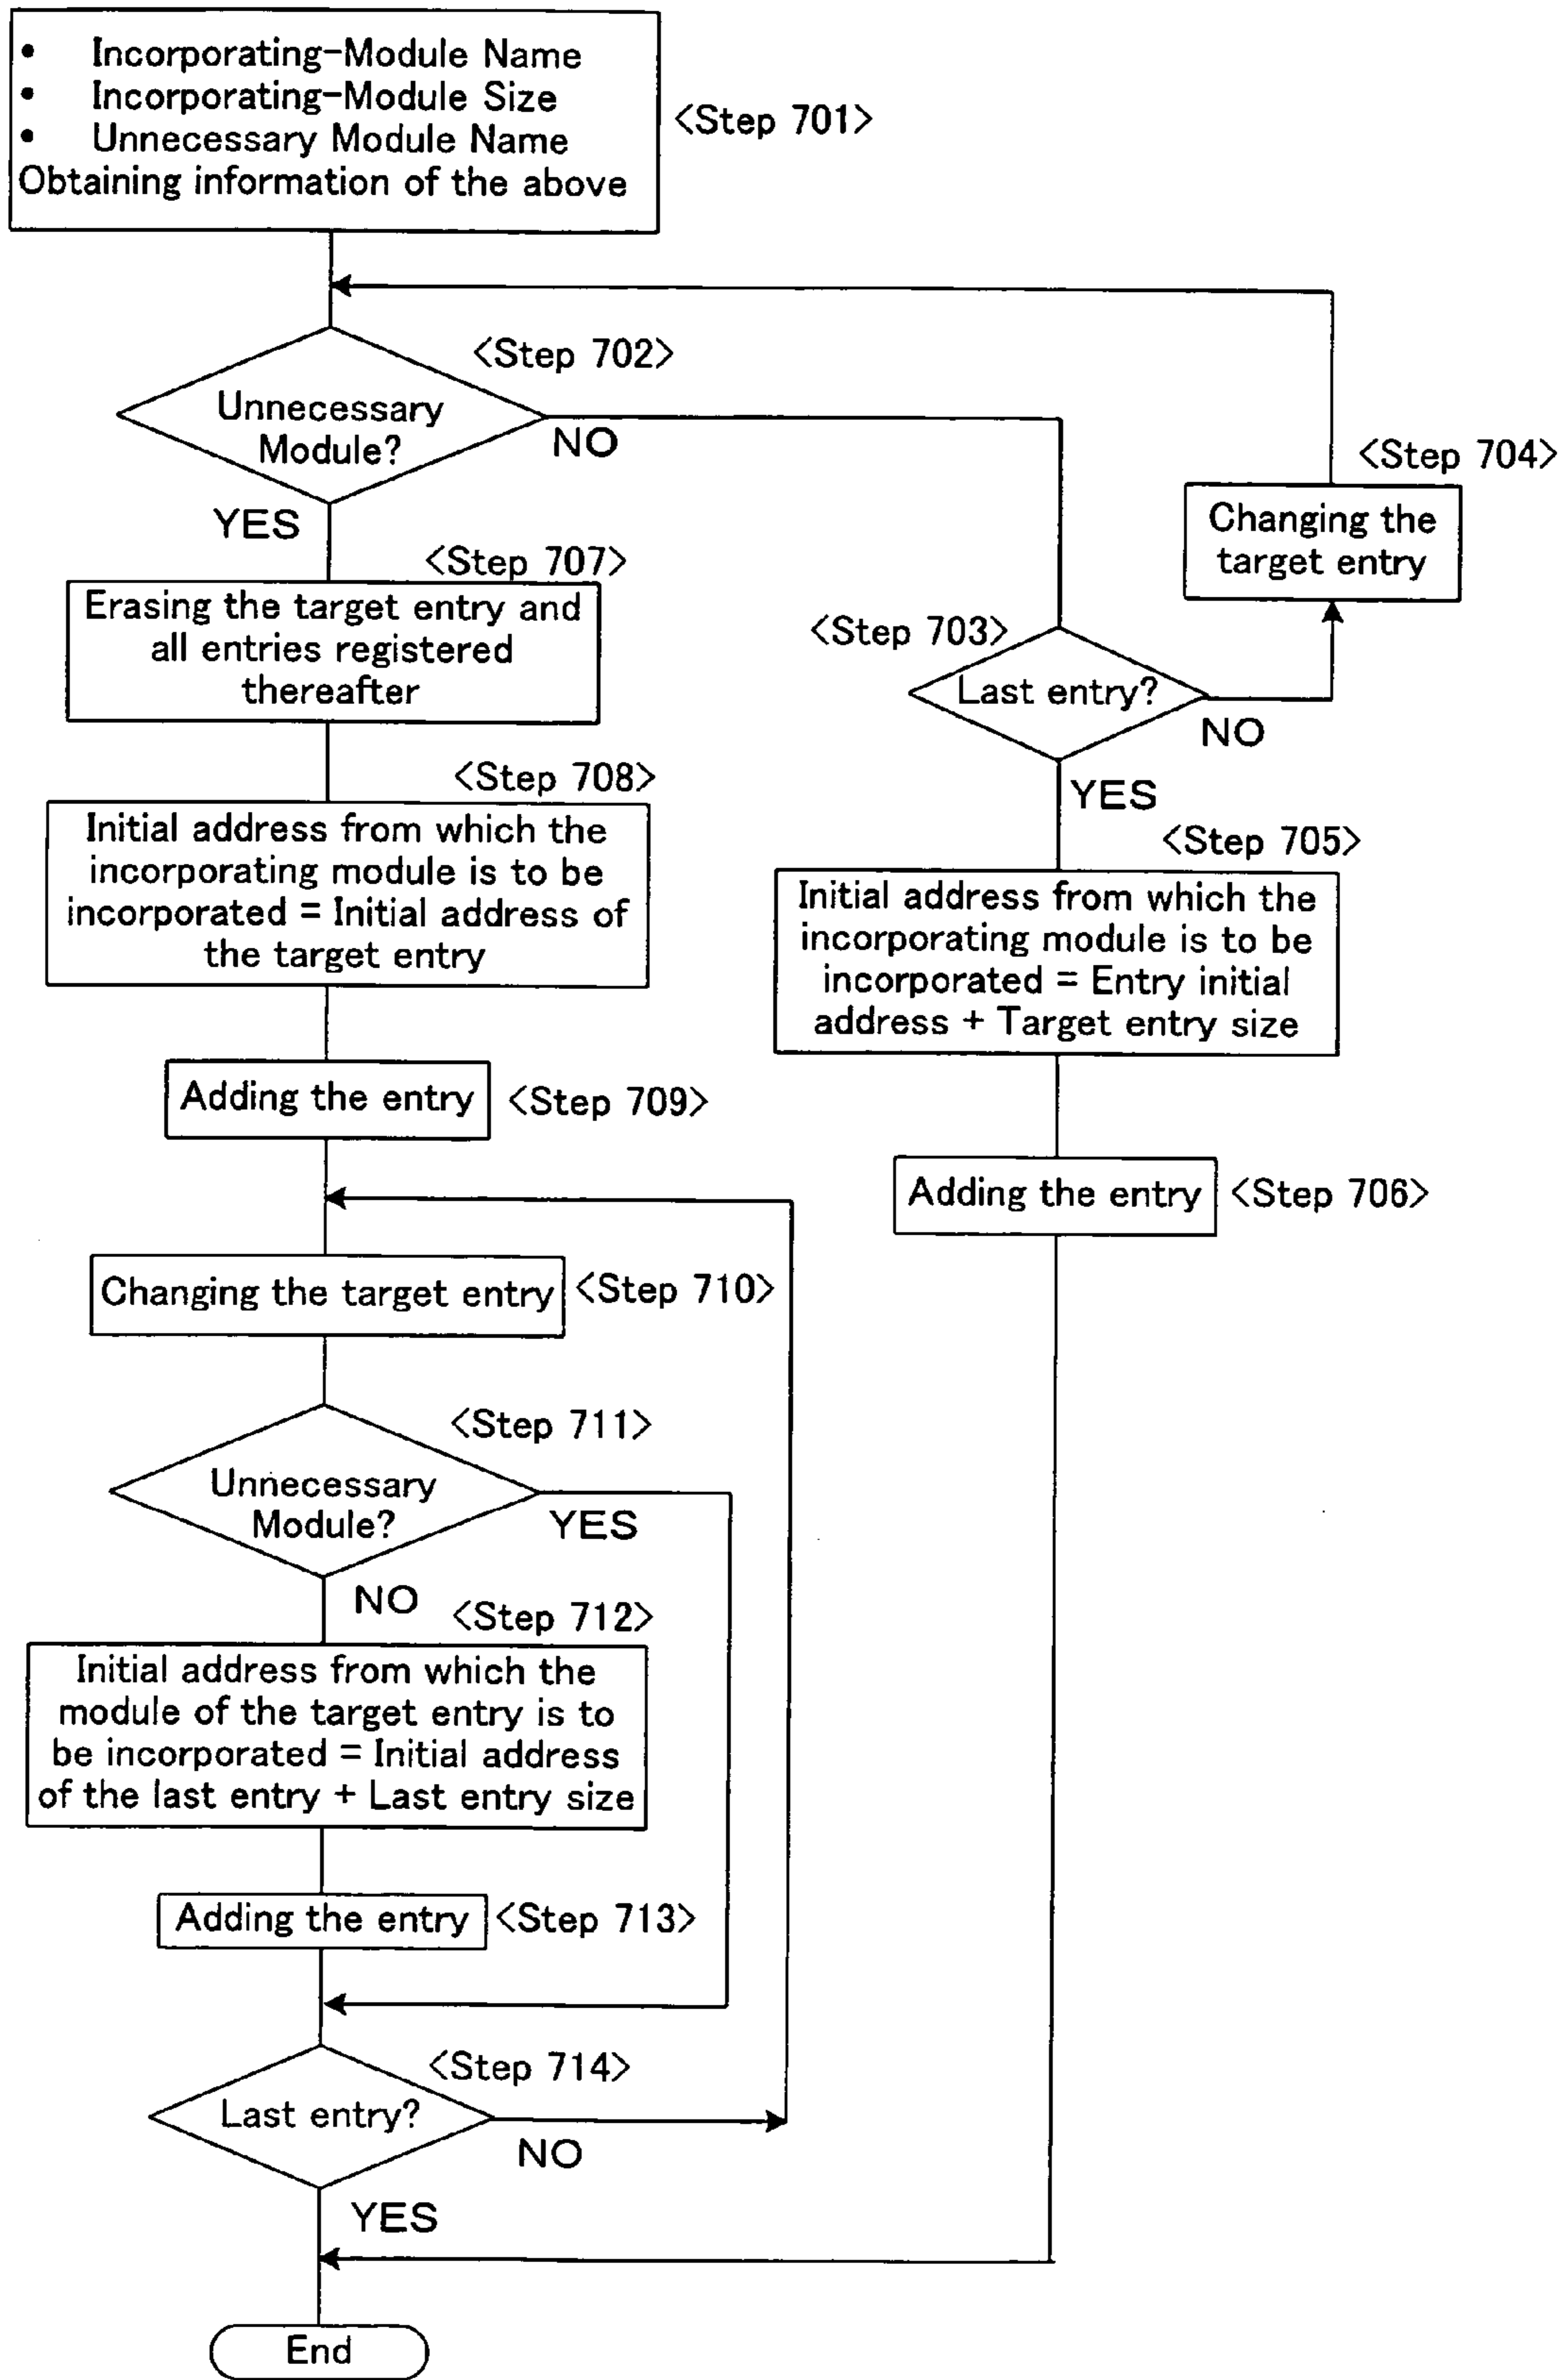 • Incorporating-Module Name
• Incorporating-Module Size
• Unnecessary Module Name
Obtaining information of the above
<Step 701>
<Step 702>
Unnecessary
Module?
NO
YES
<Step 704>
Changing the
target entry
<Step 703>
Last entry?
NO
YES
<Step 707>
Erasing the target entry and
all entries registered
thereafter
<Step 708>
Initial address from which the
incorporating module is to be
incorporated = Initial address of
the target entry
<Step 705>
Initial address from which the
incorporating module is to be
incorporated = Entry initial
address + Target entry size
Adding the entry
<Step 709>
Adding the entry
<Step 706>
Changing the target entry
<Step 710>
<Step 711>
Unnecessary
Module?
YES
NO
<Step 712>
Initial address from which the
module of the target entry is to
be incorporated = Initial address
of the last entry + Last entry size
Adding the entry
<Step 713>
<Step 714>
Last entry?
NO
YES
End